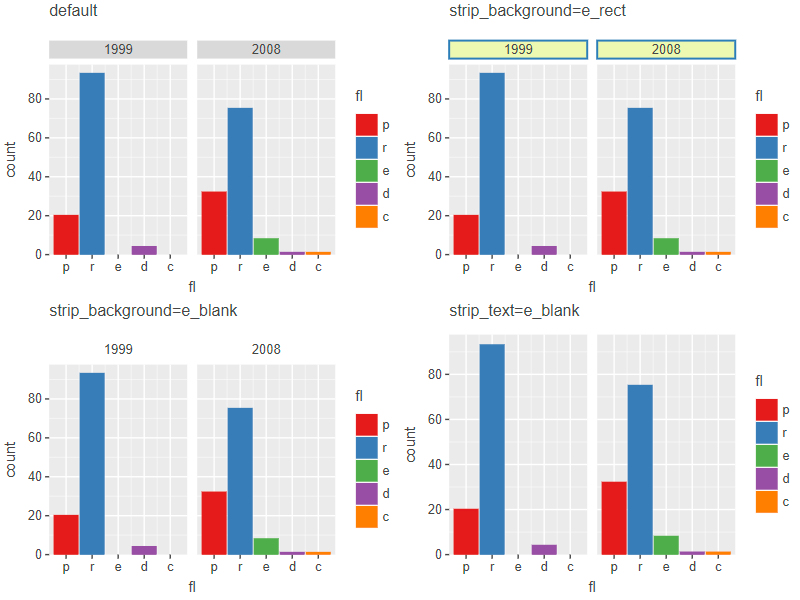 default
1999 2008
80
60
40
20
0
count
p r e d c p r e d c
fl
fl
p
r
e
d
c
strip_background=e_rect
1999 2008
80
60
40
20
0
count
p r e d c p r e d c
fl
fl
p
r
e
d
c
strip_background=e_blank
1999 2008
80
60
40
20
0
count
p r e d c p r e d c
fl
fl
p
r
e
d
c
strip_text=e_blank
80
60
40
20
0
count
p r e d c p r e d c
fl
fl
p
r
e
d
c